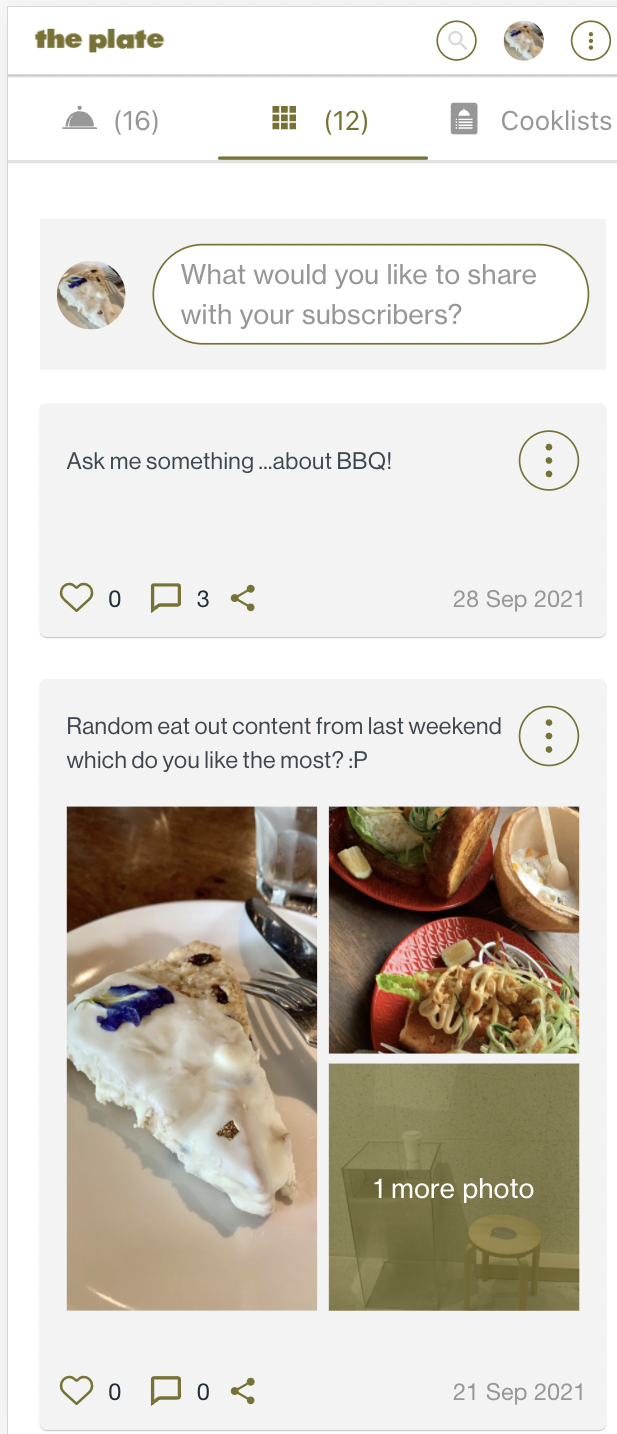 the plate
(16) (12) Cooklists
What would you like to share
with your subscribers?
Ask me something ...about BBQ!
0 3 28 Sep 2021
Random eat out content from last weekend
which do you like the most? :P
1 more photo
0 0 21 Sep 2021